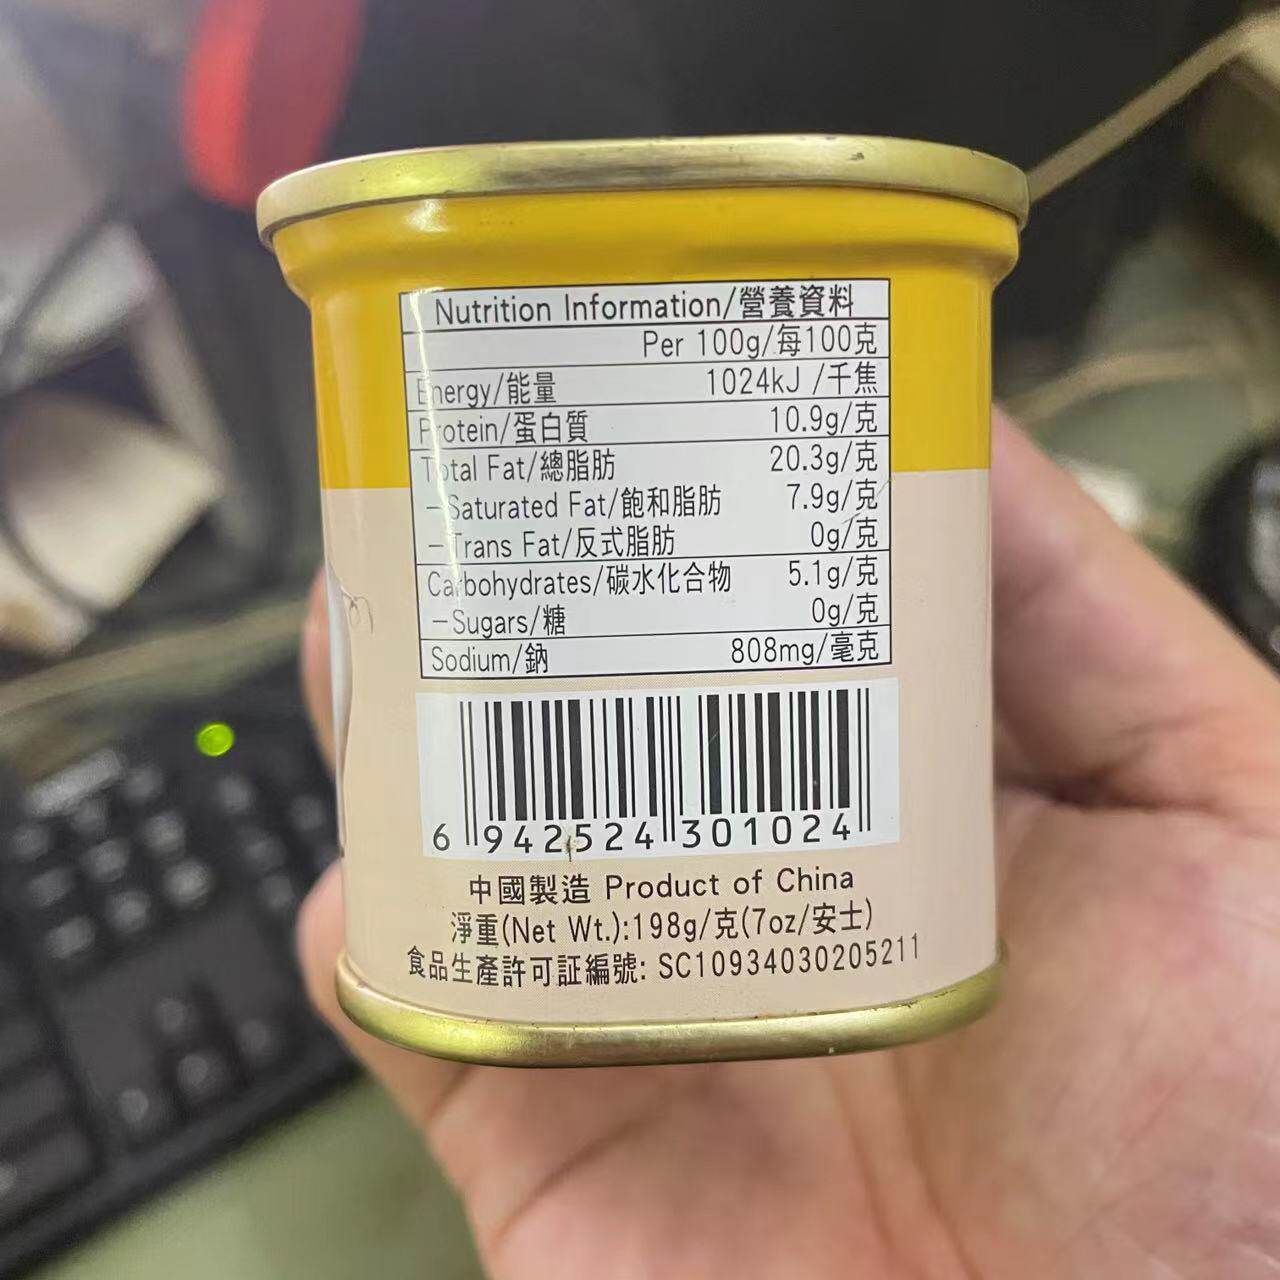 Nutrition Information/營養資料
Per 100g/每100克
Energy/能量 1024kJ /千焦
Protein/蛋白質 10.9g/克
Total Fat/總脂肪 20.3g/克
-Saturated Fat/飽和脂肪 7.9g/克
-Trans Fat/反式脂肪 0g/克
Carbohydrates/碳水化合物 5.1g/克
-Sugars/糖 0g/克
Sodium/鈉 808mg/毫克
6 942524 301024
中國製造 Product of China
淨重(Net Wt.):198g/克(7oz/安士)
食品生產許可証編號: SC10934030205211